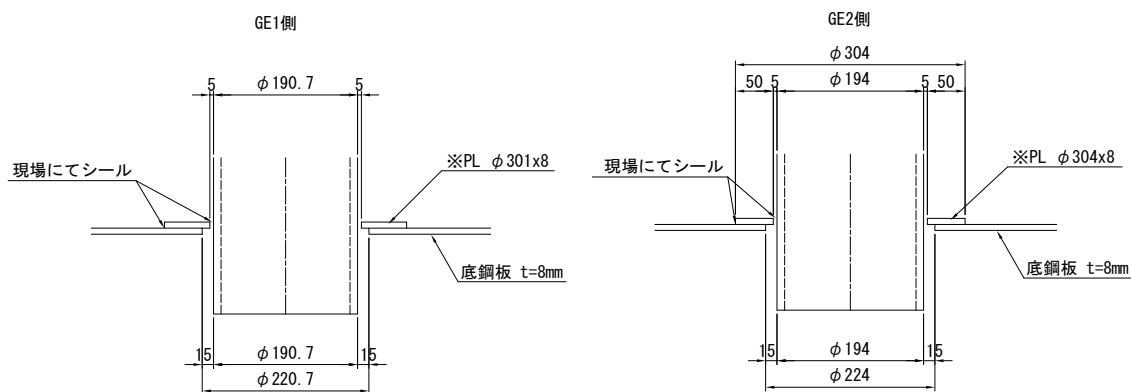 GE1側
5
φ190.7
5
現場にてシール
※PL φ301x8
底鋼板 t=8mm
15
φ190.7
15
φ220.7
GE2側
φ304
50
5
φ194
5
50
現場にてシール
※PL φ304x8
底鋼板 t=8mm
15
φ194
15
φ224